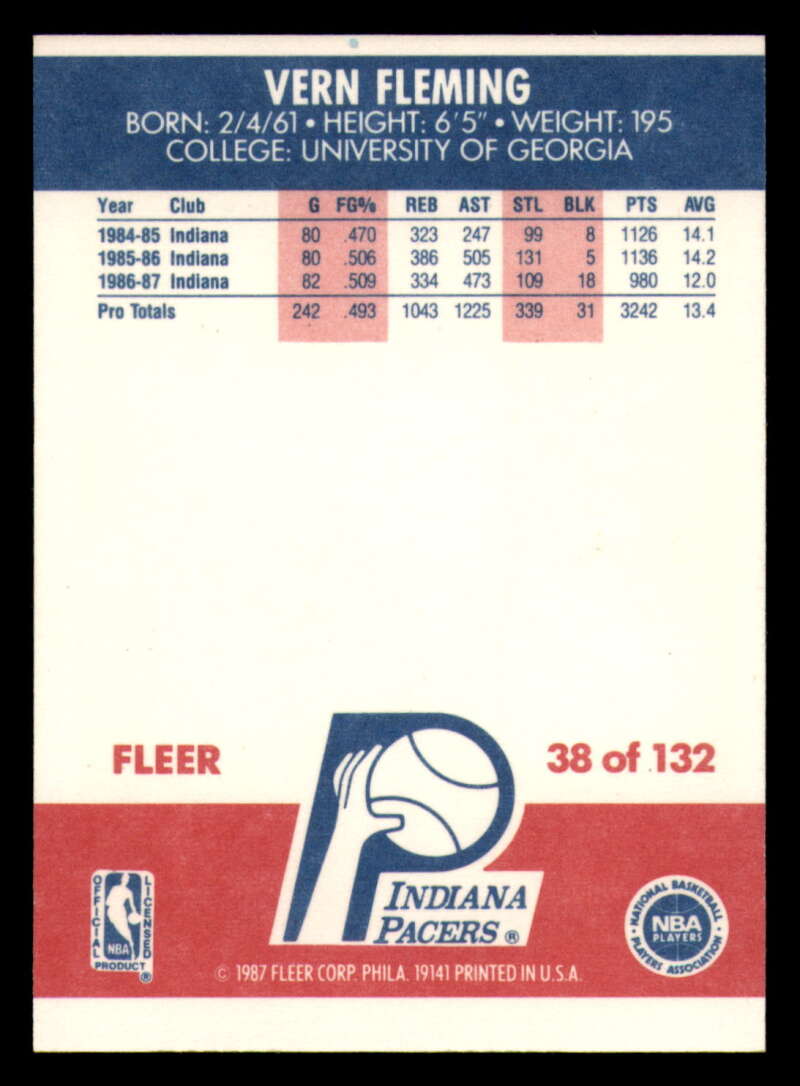 VERN FLEMING
BORN: 2/4/61 • HEIGHT: 6'5" • WEIGHT: 195
COLLEGE: UNIVERSITY OF GEORGIA
Year Club G FG% REB AST STL BLK PTS AVG
1984-85 Indiana 80 .470 323 247 99 8 1126 14.1
1985-86 Indiana 80 .506 386 505 131 5 1136 14.2
1986-87 Indiana 82 .509 334 473 109 18 980 12.0
Pro Totals 242 .493 1043 1225 339 31 3242 13.4
FLEER
38 of 132
INDIANA
PACERS ®
OFFICIAL
LICENSED
NBA
PRODUCT ®
• NATIONAL BASKETBALL •
NBA
PLAYERS
PLAYERS ASSOCIATION
© 1987 FLEER CORP. PHILA. 19141 PRINTED IN U.S.A.